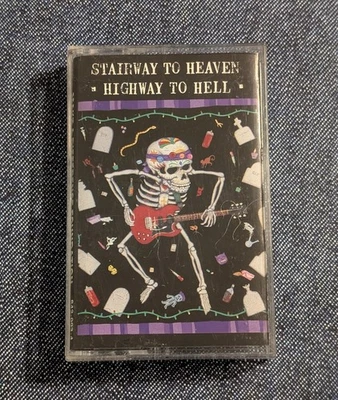 STAIRWAY TO HEAVEN
HIGHWAY TO HELL